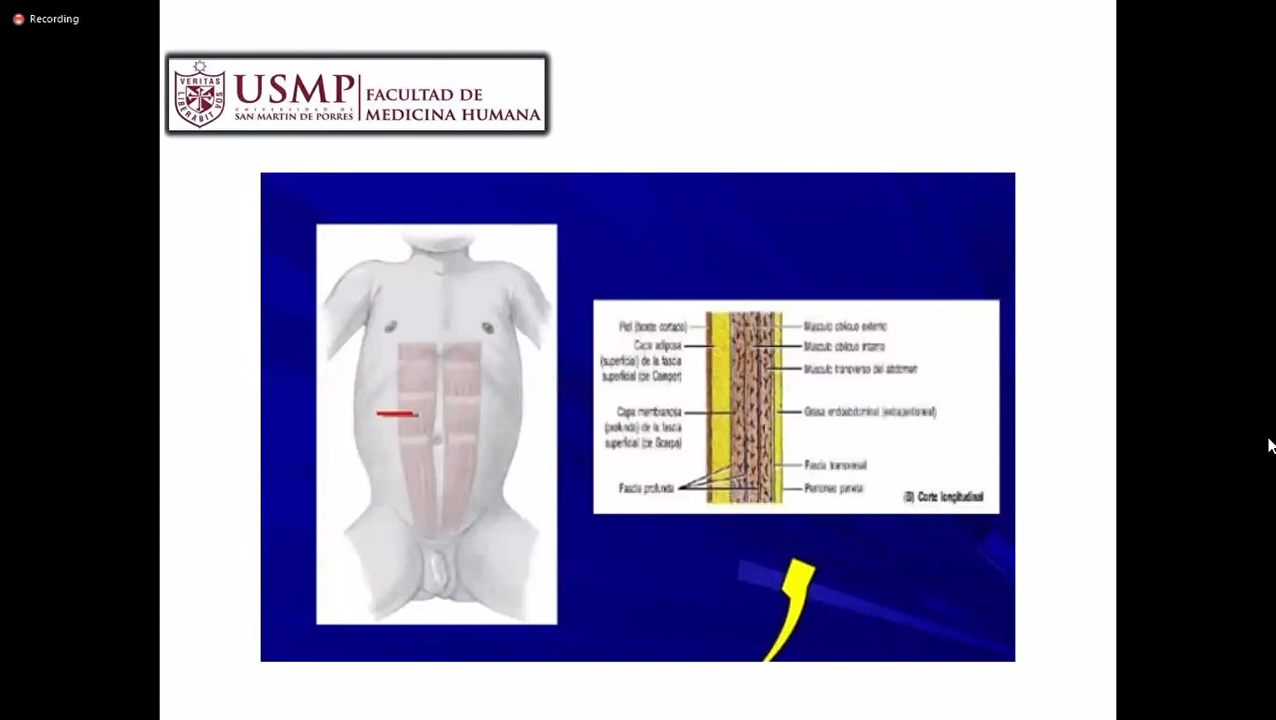 Recording
VERITAS
LIBERABIT VOS
USMP
UNIVERSIDAD DE
SAN MARTIN DE PORRES
FACULTAD DE
MEDICINA HUMANA
Piel (borde cortado)
Capa adiposa
(superficial) de la fascia
superficial (de Camper)
Capa membranosa
(profunda) de la fascia
superficial (de Scarpa)
Fascia profunda
Músculo oblicuo externo
Músculo oblicuo interno
Músculo transverso del abdomen
Grasa endoabdominal (extraperitoneal)
Fascia transversal
Peritoneo parietal
(B) Corte longitudinal